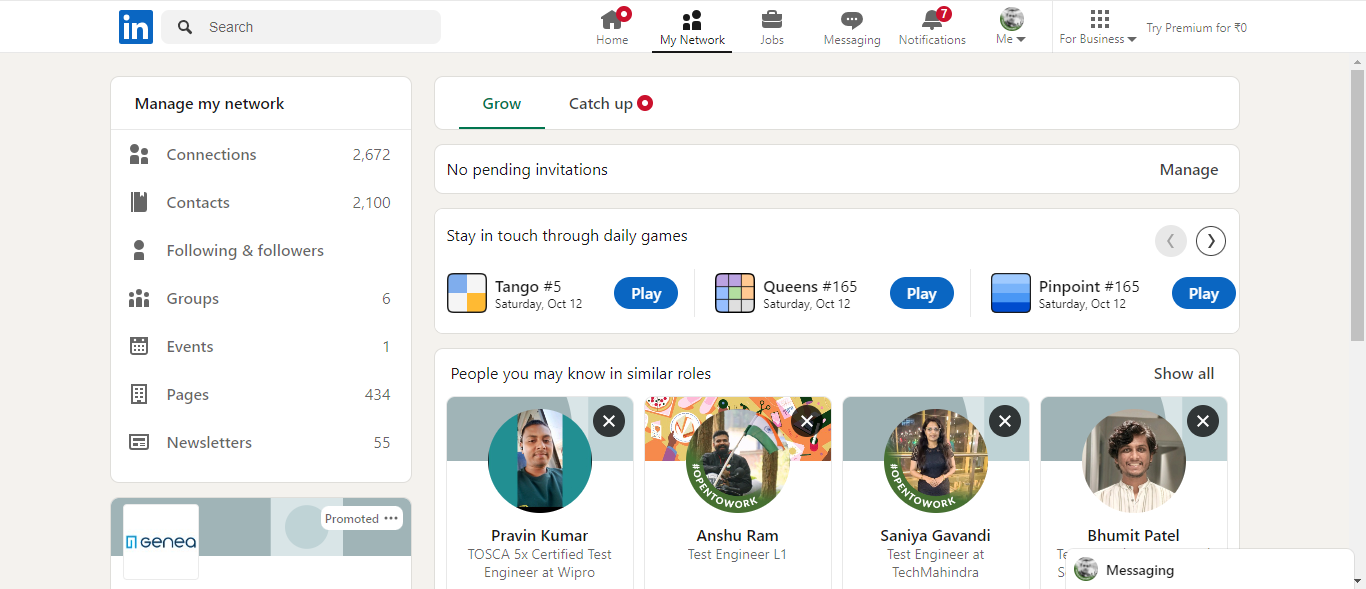 in
Search
Home
My Network
Jobs
Messaging
7
Notifications
Me
For Business
Try Premium for ₹0
Manage my network
Connections 2,672
Contacts 2,100
Following & followers
Groups 6
Events 1
Pages 434
Newsletters 55
Promoted
Genea
Grow
Catch up
No pending invitations
Manage
Stay in touch through daily games
Tango #5
Saturday, Oct 12
Play
Queens #165
Saturday, Oct 12
Play
Pinpoint #165
Saturday, Oct 12
Play
People you may know in similar roles
Show all
Pravin Kumar
TOSCA 5x Certified Test
Engineer at Wipro
#OPENTOWORK
Anshu Ram
Test Engineer L1
#OPENTOWORK
Saniya Gavandi
Test Engineer at
TechMahindra
Bhumit Patel
Messaging